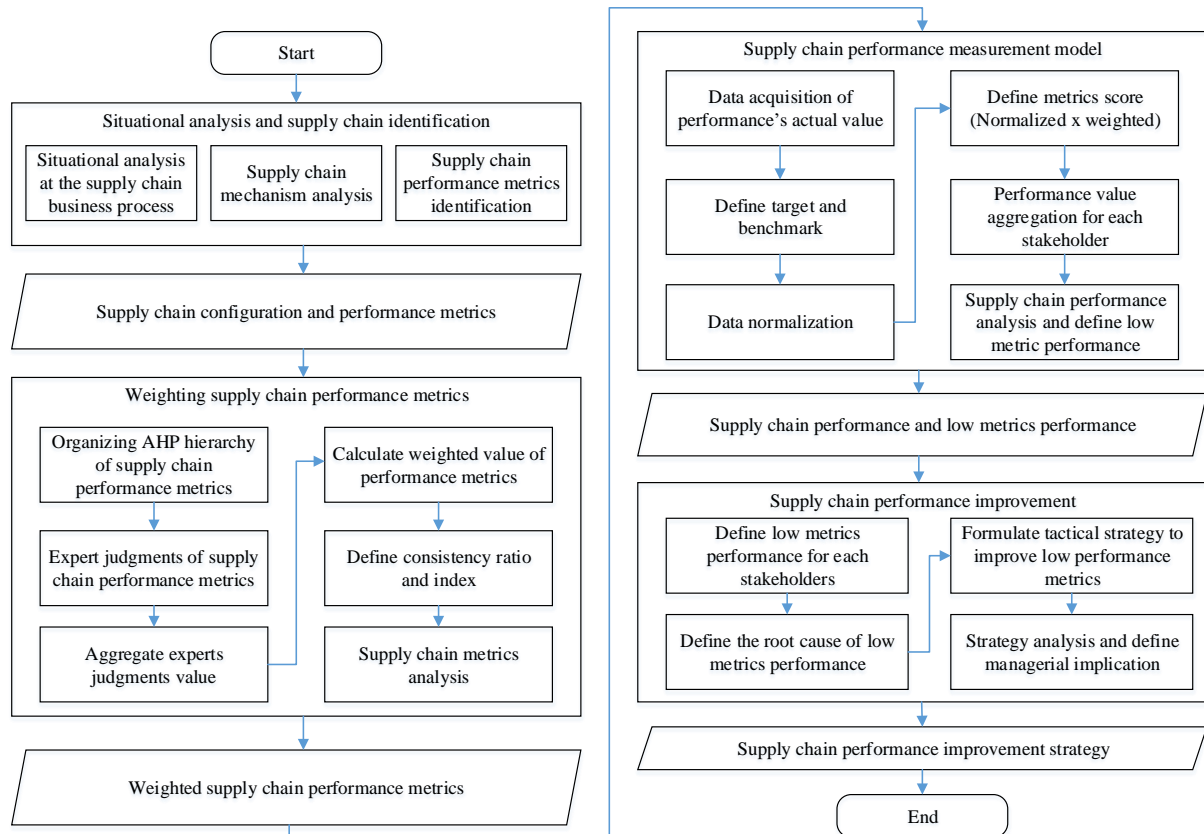 Start
Situational analysis and supply chain identification
Situational analysis
at the supply chain
business process
Supply chain
mechanism analysis
Supply chain
performance metrics
identification
Supply chain configuration and performance metrics
Weighting supply chain performance metrics
Organizing AHP hierarchy
of supply chain
performance metrics
Expert judgments of supply
chain performance metrics
Aggregate experts
judgments value
Calculate weighted value of
performance metrics
Define consistency ratio
and index
Supply chain metrics
analysis
Weighted supply chain performance metrics
Supply chain performance measurement model
Data acquisition of
performance’s actual value
Define target and
benchmark
Data normalization
Define metrics score
(Normalized x weighted)
Performance value
aggregation for each
stakeholder
Supply chain performance
analysis and define low
metric performance
Supply chain performance and low metrics performance
Supply chain performance improvement
Define low metrics
performance for each
stakeholders
Define the root cause of low
metrics performance
Formulate tactical strategy to
improve low performance
metrics
Strategy analysis and define
managerial implication
Supply chain performance improvement strategy
End